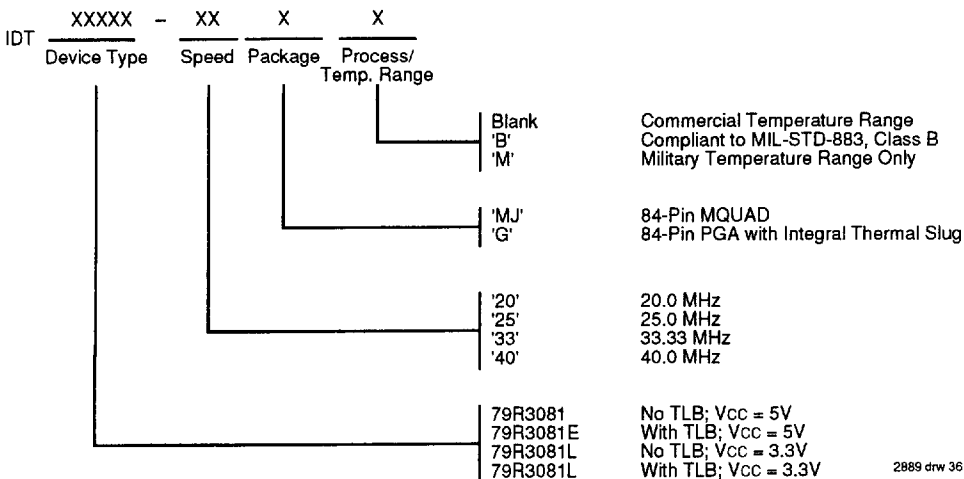 IDT XXXXX – XX X X
Device Type Speed Package Process/
Temp. Range
Blank Commercial Temperature Range
'B' Compliant to MIL-STD-883, Class B
'M' Military Temperature Range Only
'MJ' 84-Pin MQUAD
'G' 84-Pin PGA with Integral Thermal Slug
'20' 20.0 MHz
'25' 25.0 MHz
'33' 33.33 MHz
'40' 40.0 MHz
79R3081 No TLB; VCC = 5V
79R3081E With TLB; VCC = 5V
79R3081L No TLB; VCC = 3.3V
79R3081L With TLB; VCC = 3.3V
2889 drw 36